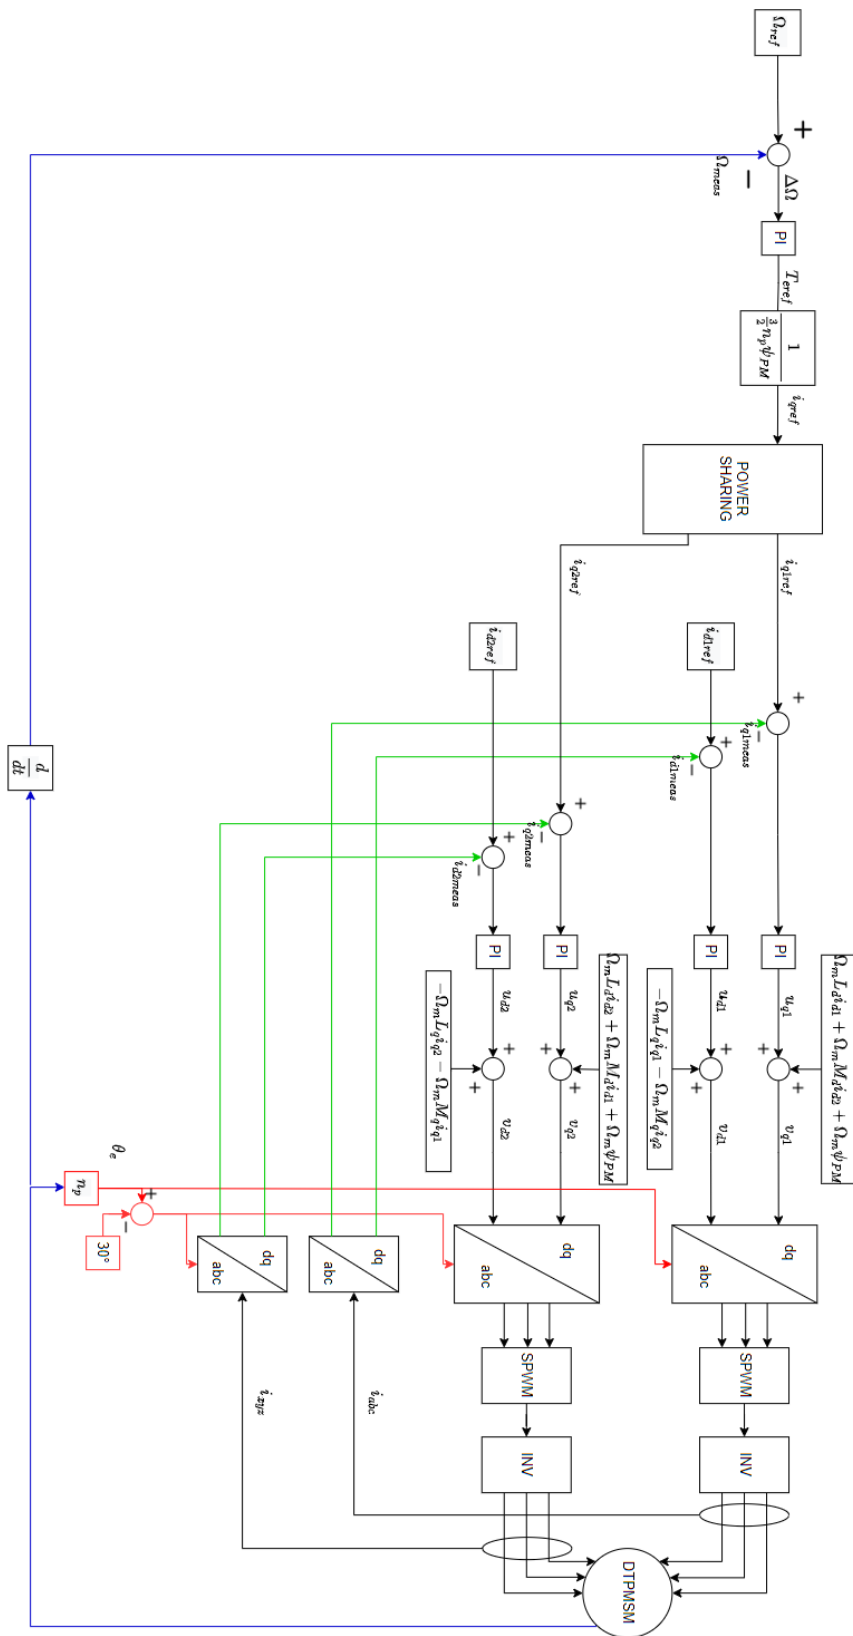 Ω_ref
+
−
ΔΩ
Ω_meas
PI
T_eref
1
3/2 n_p ψ_PM
i_qref
POWER
SHARING
i_q1ref
+
−
i_q1meas
PI
u_q1
+
+
Ω_m L_d i_d1 + Ω_m M_d i_d2 + Ω_m ψ_PM
v_q1
i_d1ref
+
−
i_d1meas
PI
u_d1
+
+
−Ω_m L_q i_q1 − Ω_m M_q i_q2
v_d1
dq
abc
SPWM
INV
i_q2ref
+
−
i_q2meas
PI
u_q2
+
+
Ω_m L_d i_d2 + Ω_m M_d i_d1 + Ω_m ψ_PM
v_q2
i_d2ref
+
−
i_d2meas
PI
u_d2
+
+
−Ω_m L_q i_q2 − Ω_m M_q i_q1
v_d2
dq
abc
SPWM
INV
DTPMSM
dq
abc
i_abc
dq
abc
i_xyz
θ_e
n_p
+
−
30°
d
dt